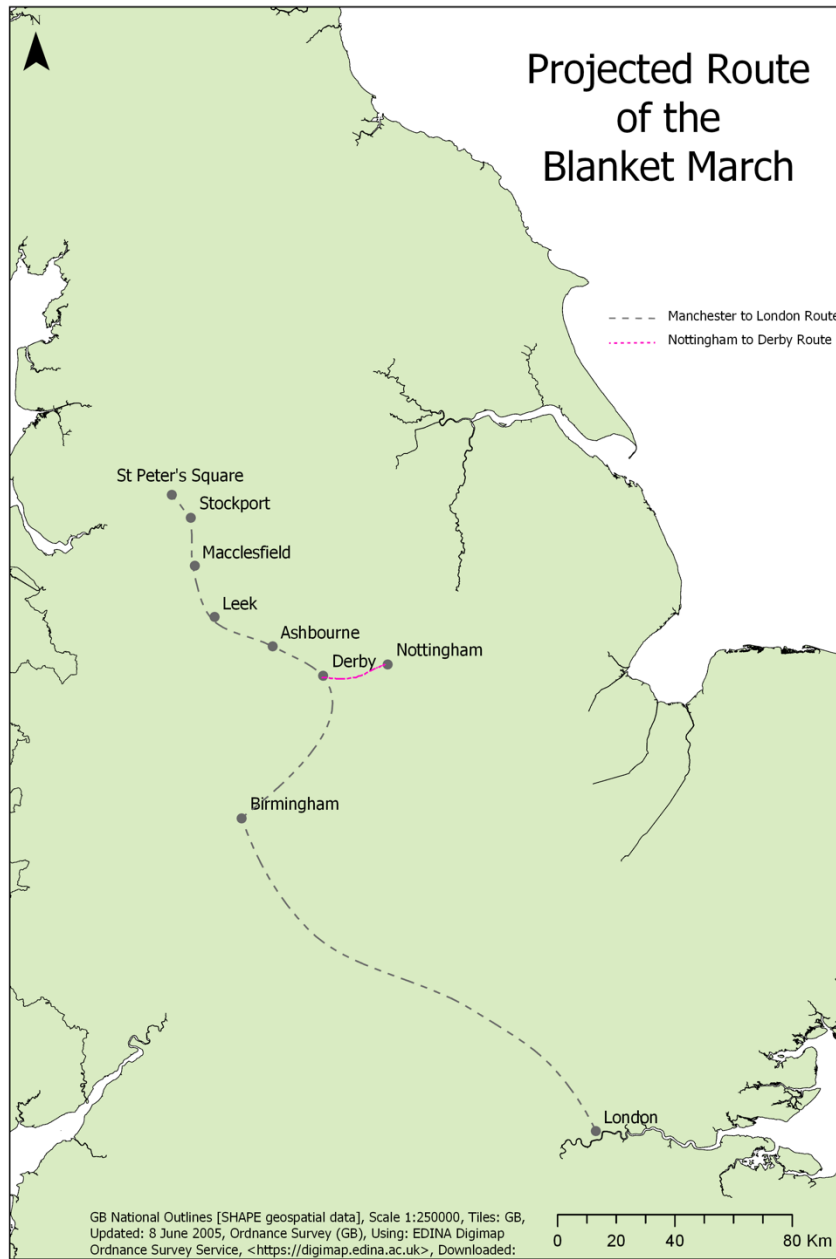 N
Projected Route
of the
Blanket March
Manchester to London Route
Nottingham to Derby Route
St Peter's Square
Stockport
Macclesfield
Leek
Ashbourne
Derby
Nottingham
Birmingham
London
GB National Outlines [SHAPE geospatial data], Scale 1:250000, Tiles: GB,
Updated: 8 June 2005, Ordnance Survey (GB), Using: EDINA Digimap
Ordnance Survey Service, <https://digimap.edina.ac.uk>, Downloaded:
0 20 40 80 Km